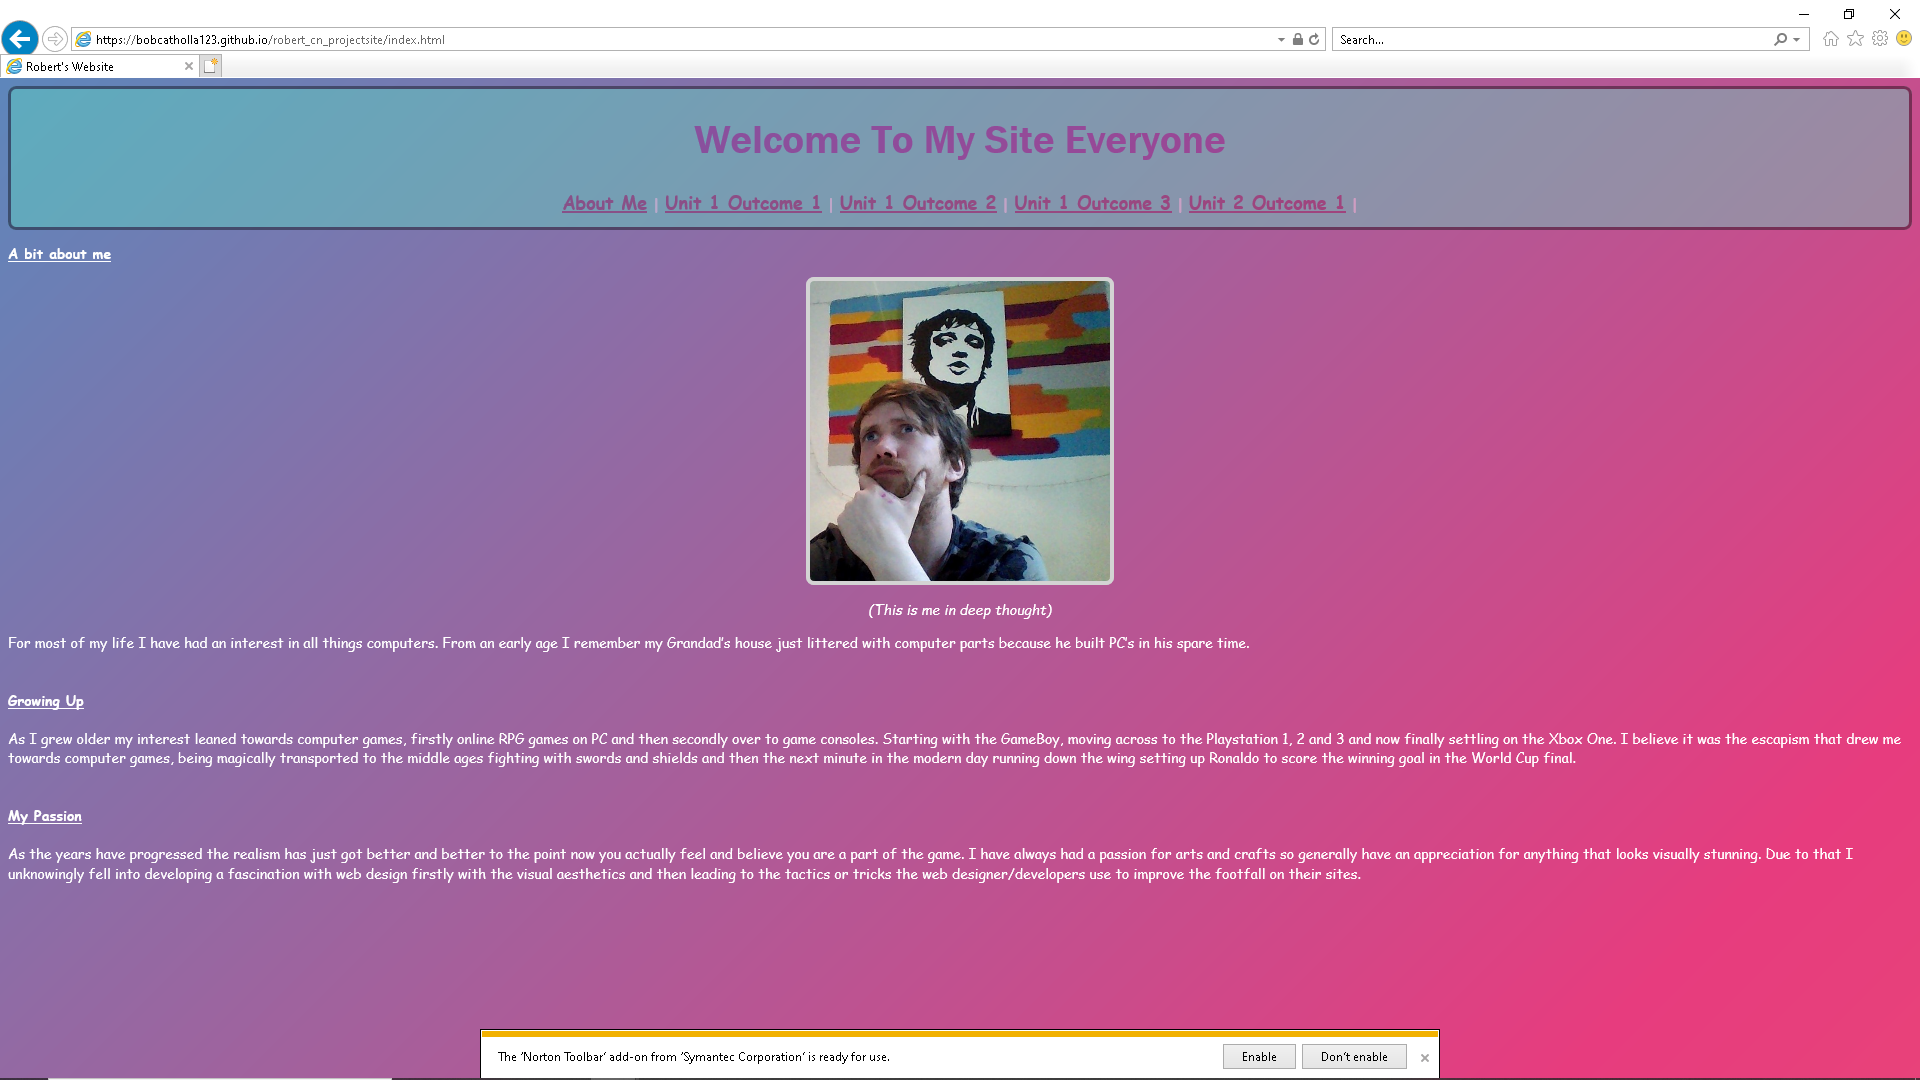 https://bobcatholla123.github.io/robert_cn_projectsite/index.html
Search...
Robert's Website
Welcome To My Site Everyone
About Me | Unit 1 Outcome 1 | Unit 1 Outcome 2 | Unit 1 Outcome 3 | Unit 2 Outcome 1 |
A bit about me
(This is me in deep thought)
For most of my life I have had an interest in all things computers. From an early age I remember my Grandad's house just littered with computer parts because he built PC's in his spare time.
Growing Up
As I grew older my interest leaned towards computer games, firstly online RPG games on PC and then secondly over to game consoles. Starting with the GameBoy, moving across to the Playstation 1, 2 and 3 and now finally settling on the Xbox One. I believe it was the escapism that drew me
towards computer games, being magically transported to the middle ages fighting with swords and shields and then the next minute in the modern day running down the wing setting up Ronaldo to score the winning goal in the World Cup final.
My Passion
As the years have progressed the realism has just got better and better to the point now you actually feel and believe you are a part of the game. I have always had a passion for arts and crafts so generally have an appreciation for anything that looks visually stunning. Due to that I
unknowingly fell into developing a fascination with web design firstly with the visual aesthetics and then leading to the tactics or tricks the web designer/developers use to improve the footfall on their sites.
The 'Norton Toolbar' add-on from 'Symantec Corporation' is ready for use.
Enable
Don't enable